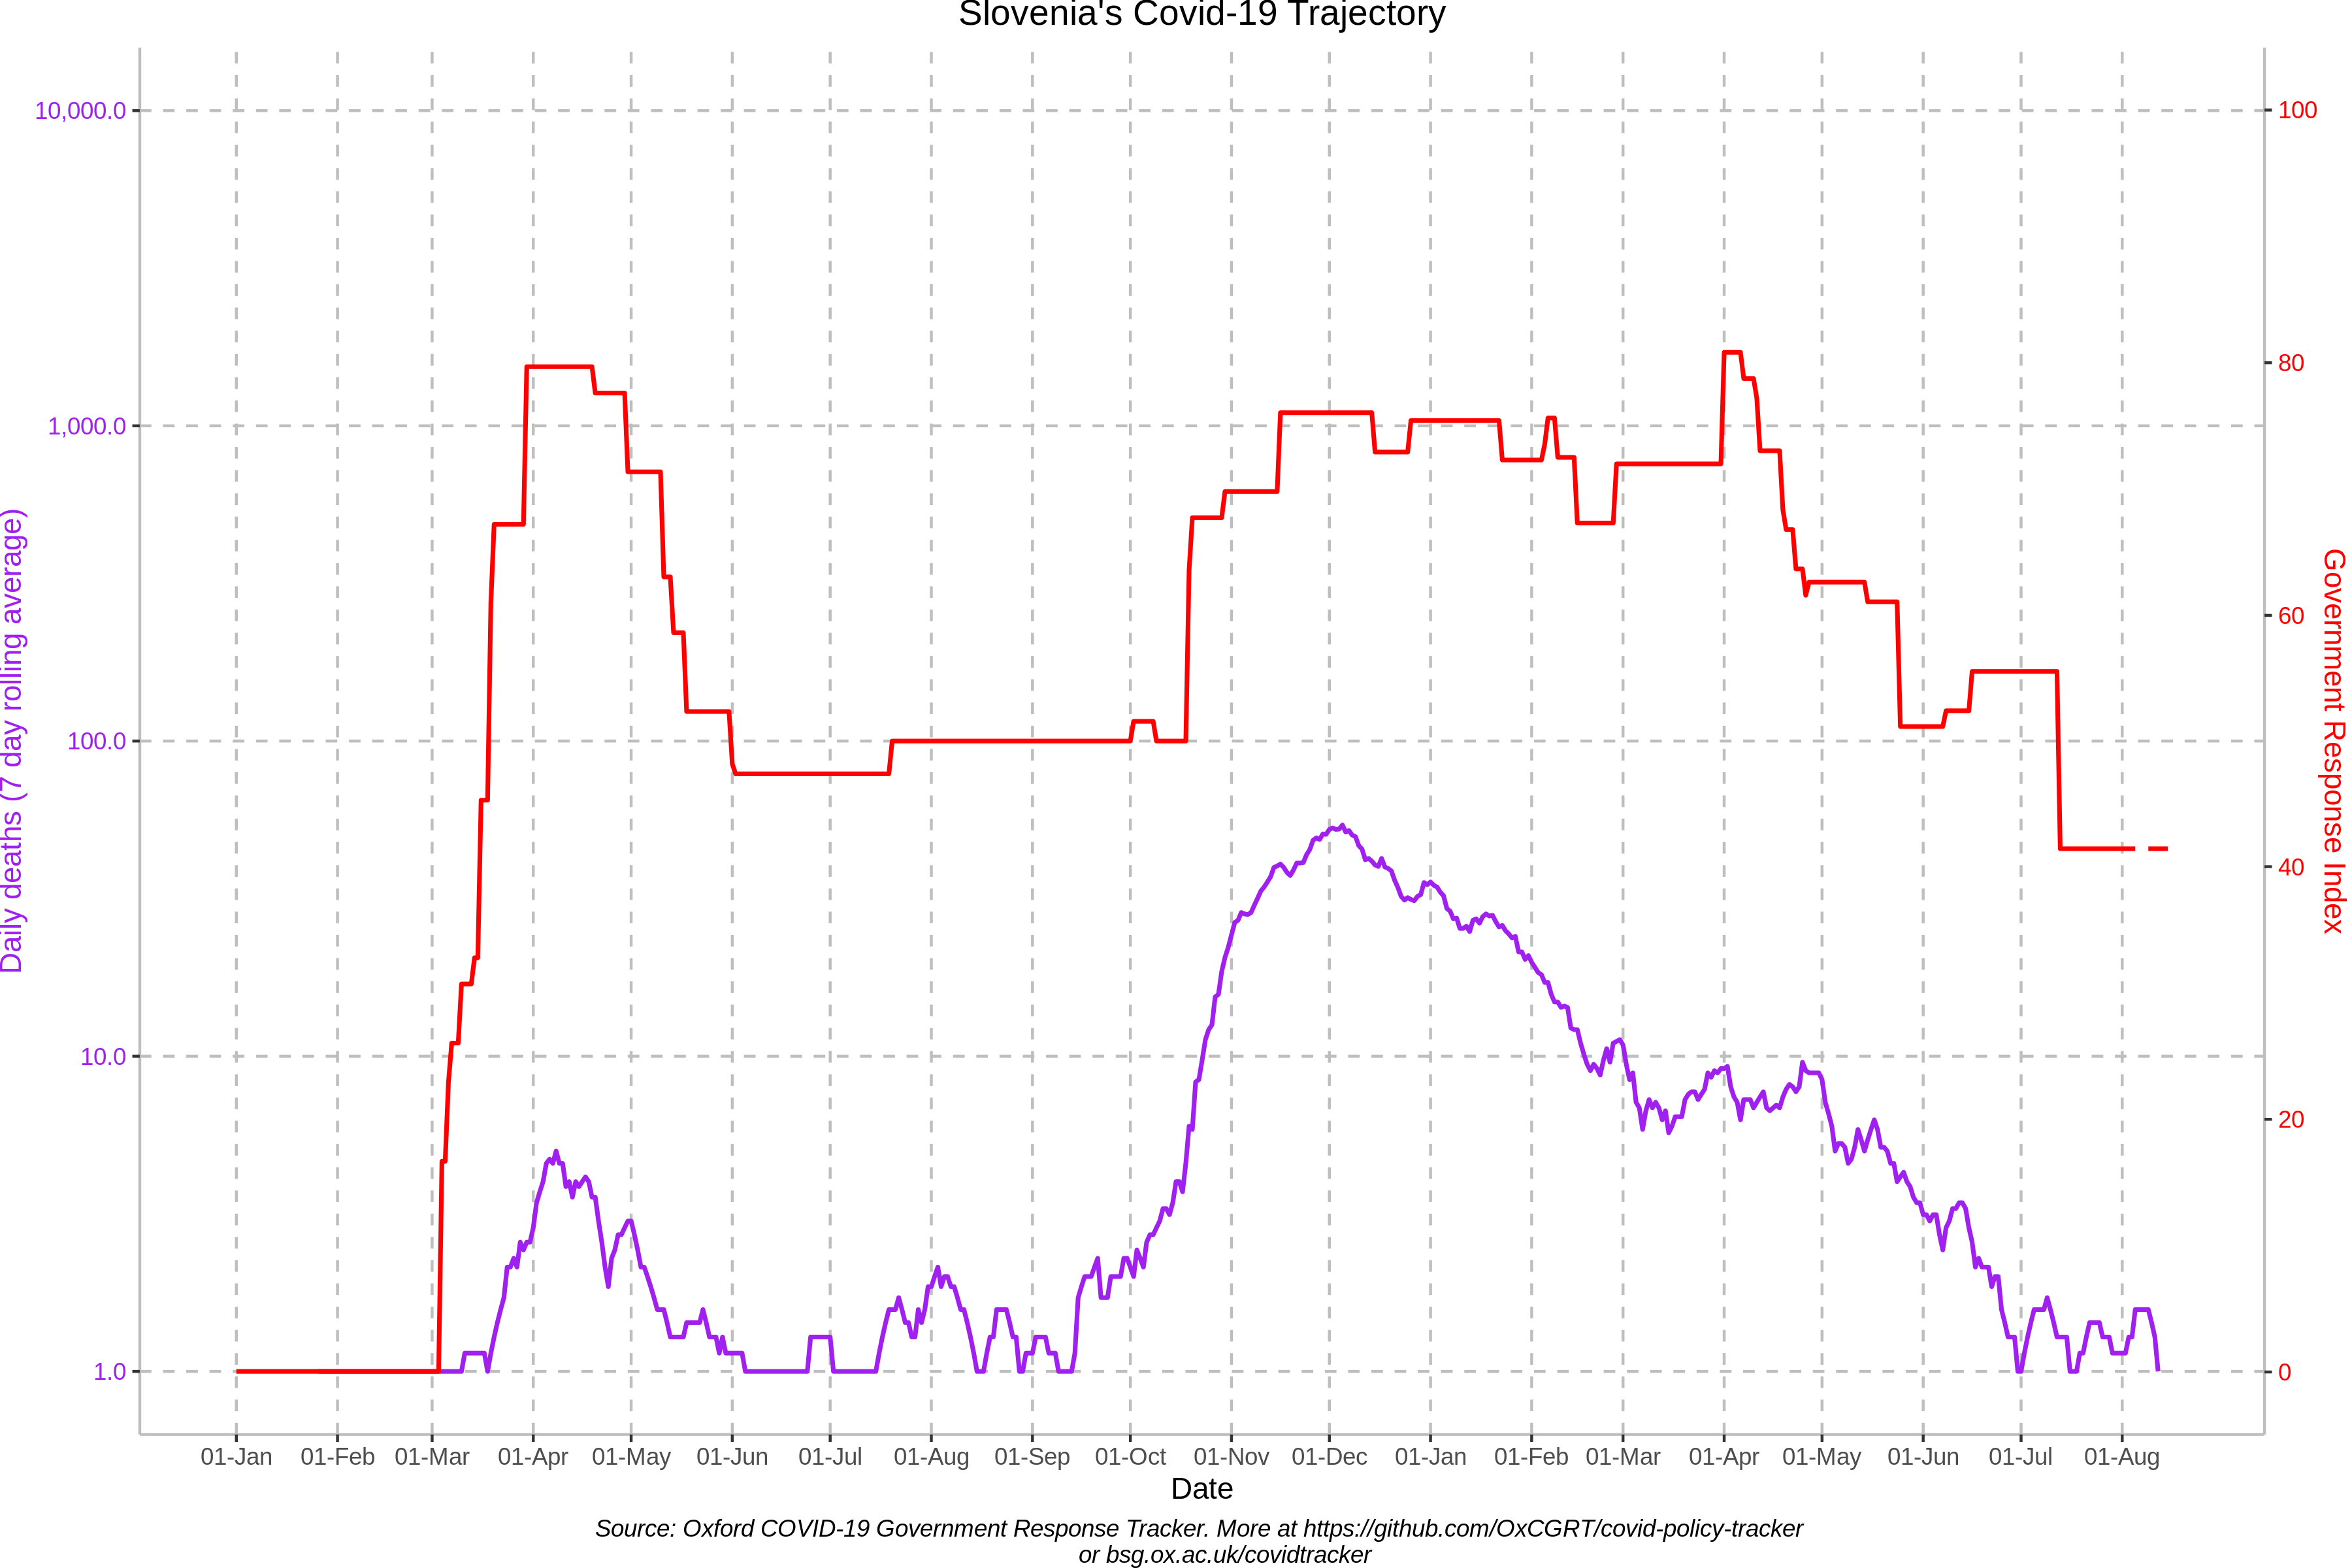 Slovenia's Covid-19 Trajectory
10,000.0
1,000.0
100.0
10.0
1.0
Daily deaths (7 day rolling average)
100
80
60
40
20
0
Government Response Index
01-Jan 01-Feb 01-Mar 01-Apr 01-May 01-Jun 01-Jul 01-Aug 01-Sep 01-Oct 01-Nov 01-Dec 01-Jan 01-Feb 01-Mar 01-Apr 01-May 01-Jun 01-Jul 01-Aug
Date
Source: Oxford COVID-19 Government Response Tracker. More at https://github.com/OxCGRT/covid-policy-tracker
or bsg.ox.ac.uk/covidtracker